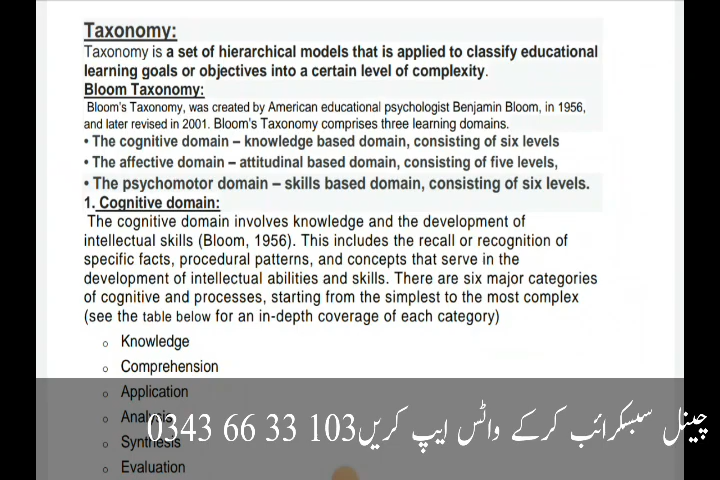 Taxonomy:
Taxonomy is a set of hierarchical models that is applied to classify educational
learning goals or objectives into a certain level of complexity.
Bloom Taxonomy:
Bloom's Taxonomy, was created by American educational psychologist Benjamin Bloom, in 1956,
and later revised in 2001. Bloom's Taxonomy comprises three learning domains.
• The cognitive domain – knowledge based domain, consisting of six levels
• The affective domain – attitudinal based domain, consisting of five levels,
• The psychomotor domain – skills based domain, consisting of six levels.
1. Cognitive domain:
The cognitive domain involves knowledge and the development of
intellectual skills (Bloom, 1956). This includes the recall or recognition of
specific facts, procedural patterns, and concepts that serve in the
development of intellectual abilities and skills. There are six major categories
of cognitive and processes, starting from the simplest to the most complex
(see the table below for an in-depth coverage of each category)
o Knowledge
o Comprehension
o Application
o Analysis
چینل سبسکرائب کرکے واٹس ایپ کریں 0343 66 33 103
o Synthesis
o Evaluation